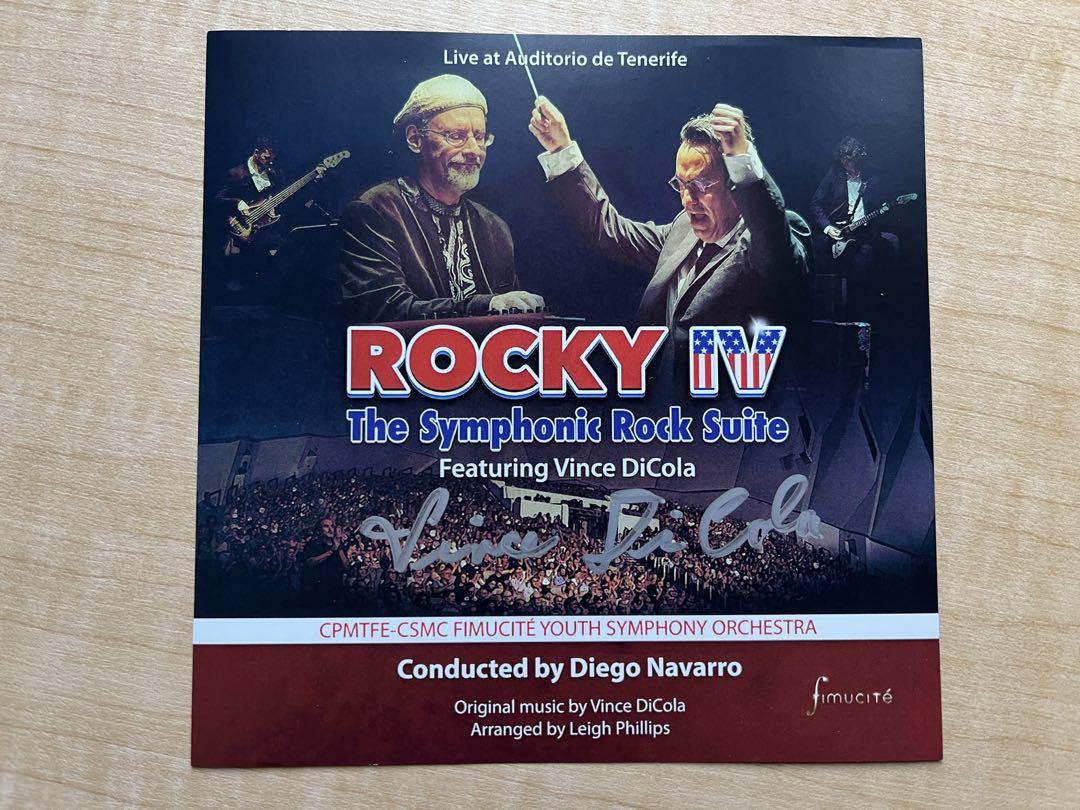 Live at Auditorio de Tenerife
ROCKY IV
The Symphonic Rock Suite
Featuring Vince DiCola
Vince DiCola
CPMTFE-CSMC FIMUCITÉ YOUTH SYMPHONY ORCHESTRA
Conducted by Diego Navarro
Original music by Vince DiCola
Arranged by Leigh Phillips
fimucité